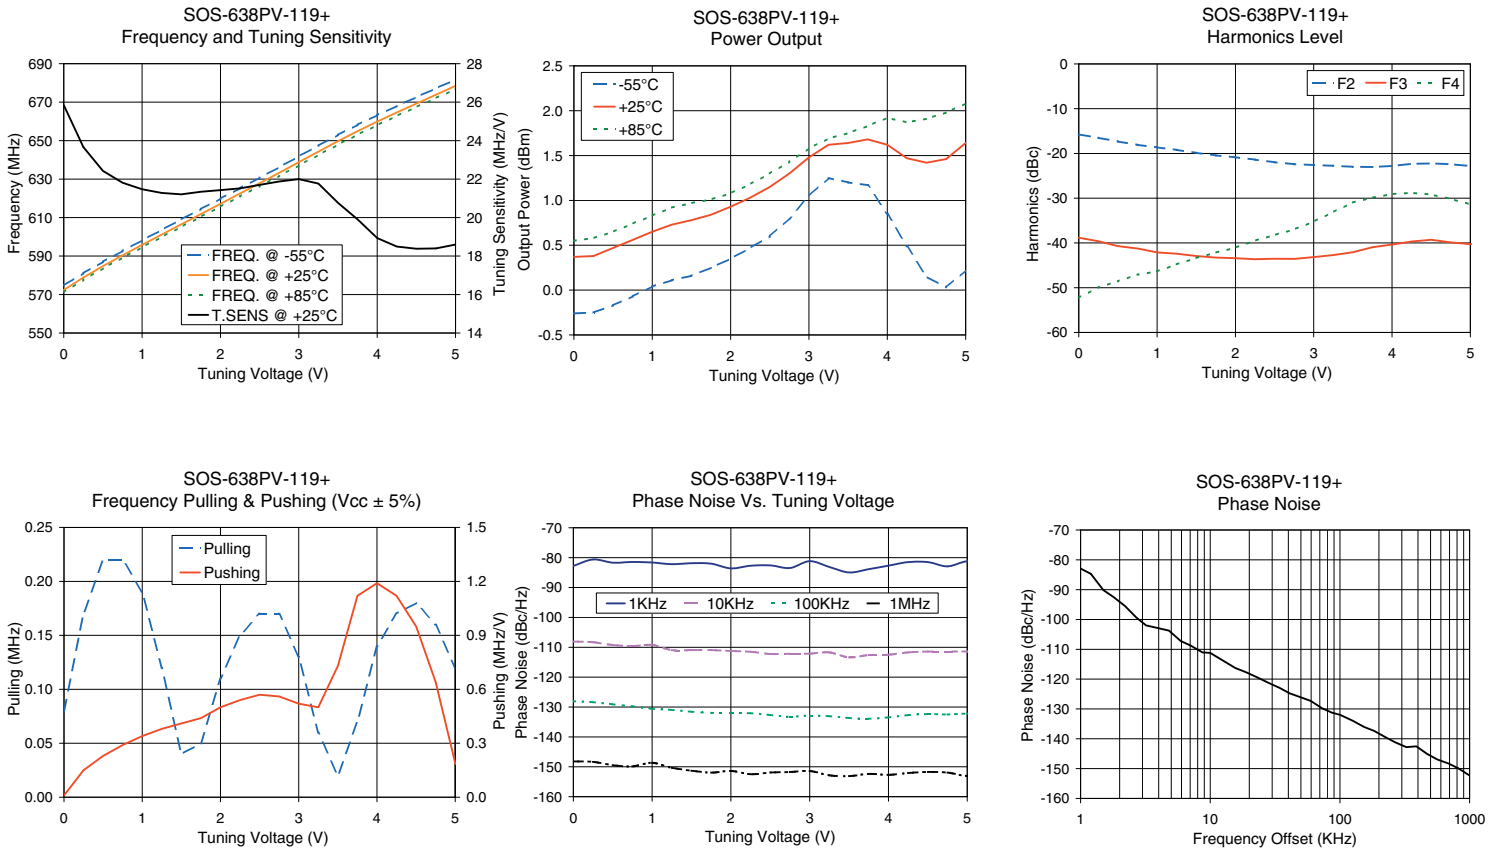 SOS-638PV-119+
Frequency and Tuning Sensitivity
690
670
650
630
610
590
570
550
28
26
24
22
20
18
16
14
Frequency (MHz)
Tuning Sensitivity (MHz/V)
FREQ. @ -55°C
FREQ. @ +25°C
FREQ. @ +85°C
T.SENS @ +25°C
0 1 2 3 4 5
Tuning Voltage (V)
SOS-638PV-119+
Power Output
2.5
2.0
1.5
1.0
0.5
0.0
-0.5
Output Power (dBm)
-55°C
+25°C
+85°C
0 1 2 3 4 5
Tuning Voltage (V)
SOS-638PV-119+
Harmonics Level
0
-10
-20
-30
-40
-50
-60
Harmonics (dBc)
F2 F3 F4
0 1 2 3 4 5
Tuning Voltage (V)
SOS-638PV-119+
Frequency Pulling & Pushing (Vcc ± 5%)
0.25
0.20
0.15
0.10
0.05
0.00
1.5
1.2
0.9
0.6
0.3
0.0
Pulling (MHz)
Pushing (MHz/V)
Pulling
Pushing
0 1 2 3 4 5
Tuning Voltage (V)
SOS-638PV-119+
Phase Noise Vs. Tuning Voltage
-70
-80
-90
-100
-110
-120
-130
-140
-150
-160
Phase Noise (dBc/Hz)
1KHz 10KHz 100KHz 1MHz
0 1 2 3 4 5
Tuning Voltage (V)
SOS-638PV-119+
Phase Noise
-70
-80
-90
-100
-110
-120
-130
-140
-150
-160
Phase Noise (dBc/Hz)
1 10 100 1000
Frequency Offset (KHz)